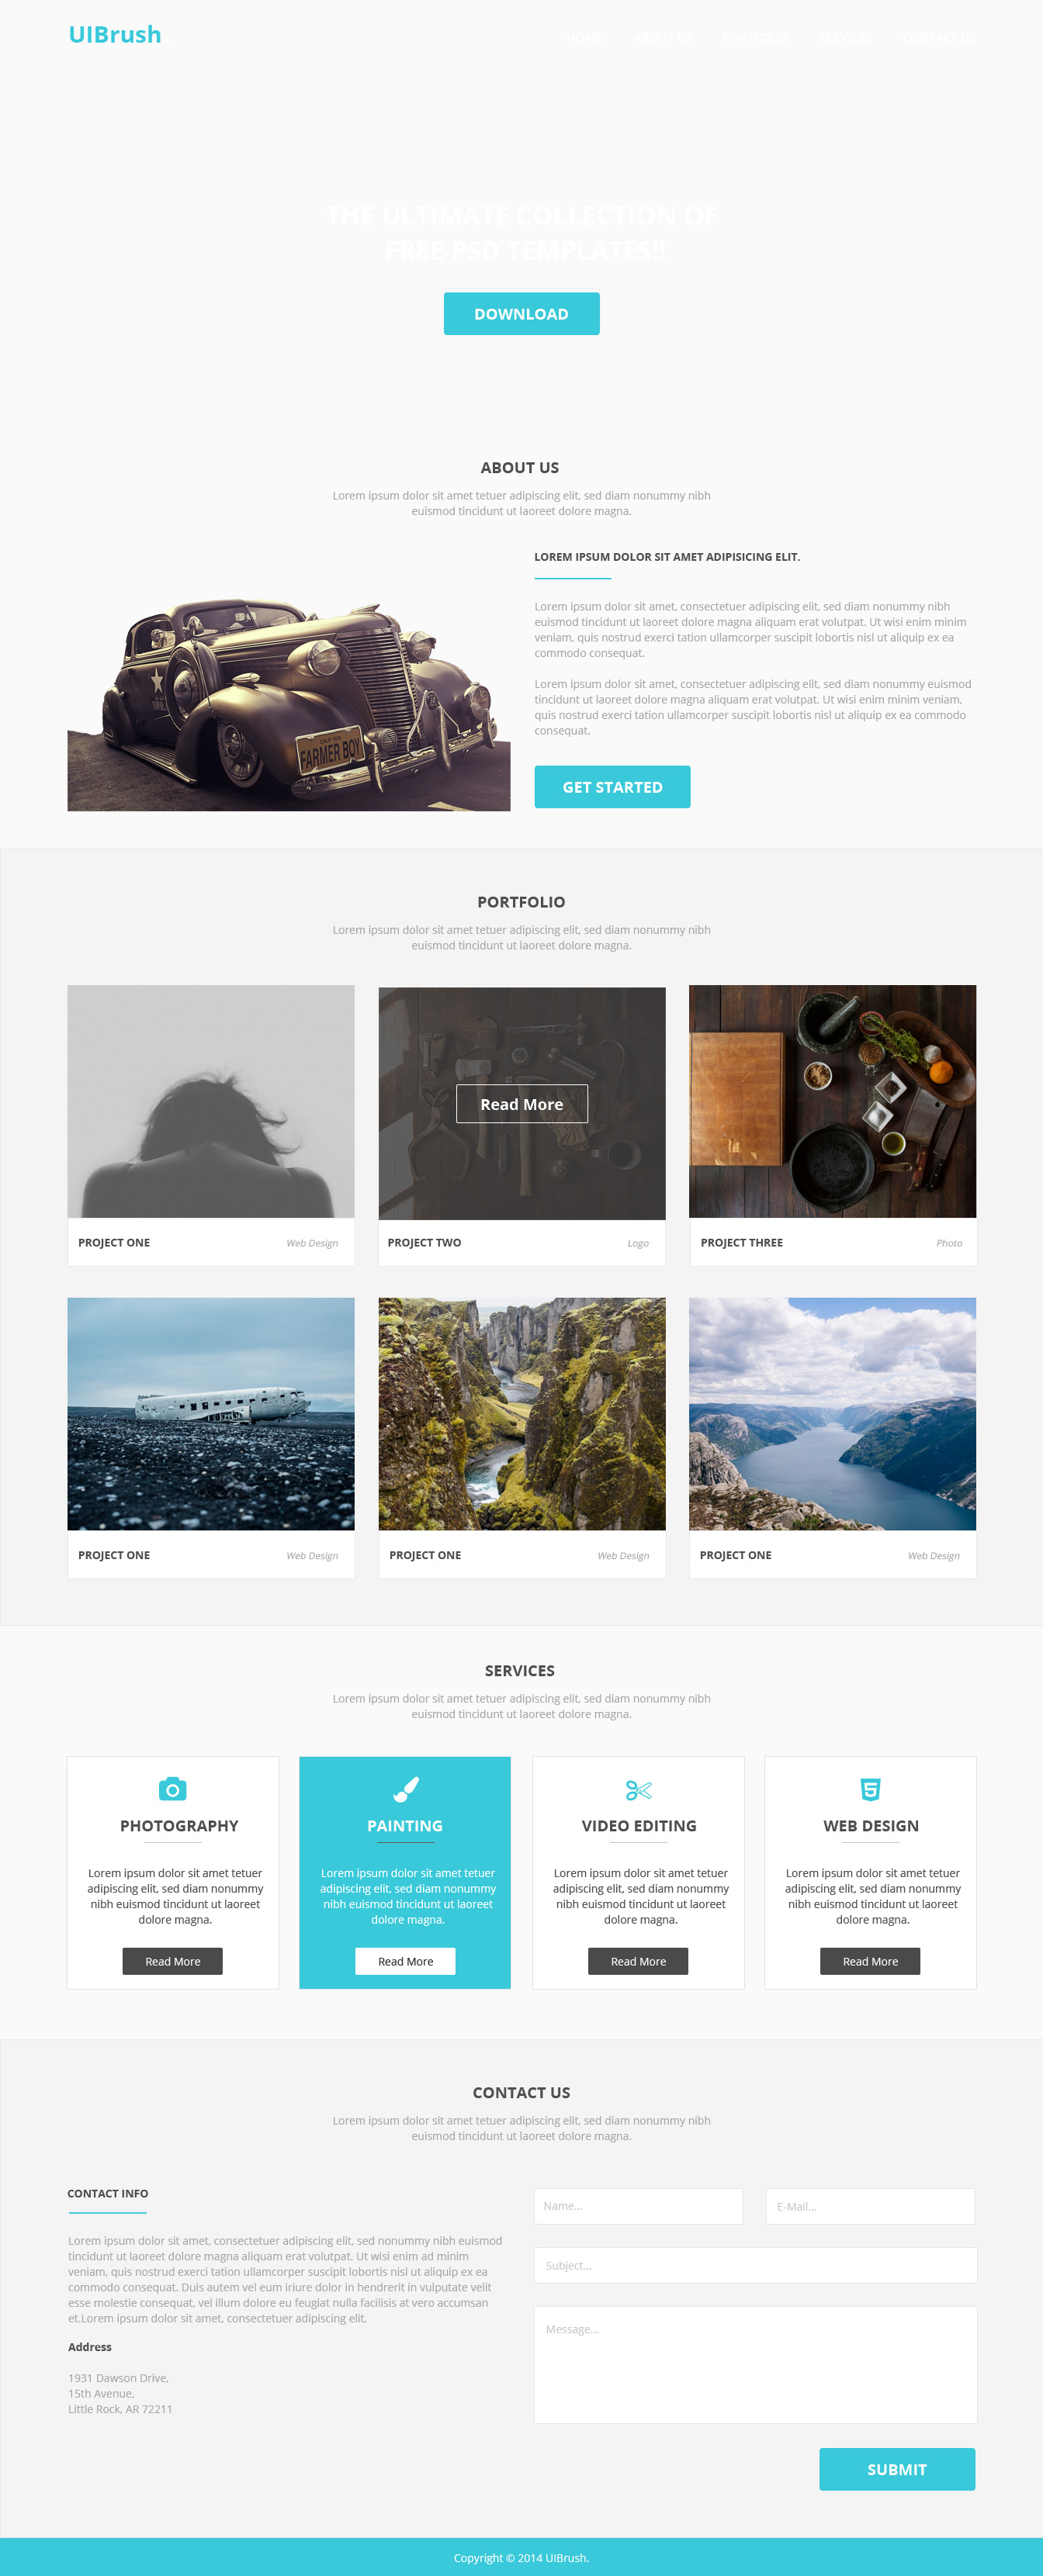 UIBrush
HOME ABOUT US PORTFOLIO SERVICES CONTACT US
THE ULTIMATE COLLECTION OF
FREE PSD TEMPLATES!!
DOWNLOAD
ABOUT US
Lorem ipsum dolor sit amet tetuer adipiscing elit, sed diam nonummy nibh
euismod tincidunt ut laoreet dolore magna.
FARMER BOY
LOREM IPSUM DOLOR SIT AMET ADIPISICING ELIT.
Lorem ipsum dolor sit amet, consectetuer adipiscing elit, sed diam nonummy nibh
euismod tincidunt ut laoreet dolore magna aliquam erat volutpat. Ut wisi enim minim
veniam, quis nostrud exerci tation ullamcorper suscipit lobortis nisl ut aliquip ex ea
commodo consequat.
Lorem ipsum dolor sit amet, consectetuer adipiscing elit, sed diam nonummy euismod
tincidunt ut laoreet dolore magna aliquam erat volutpat. Ut wisi enim minim veniam,
quis nostrud exerci tation ullamcorper suscipit lobortis nisl ut aliquip ex ea commodo
consequat.
GET STARTED
PORTFOLIO
Lorem ipsum dolor sit amet tetuer adipiscing elit, sed diam nonummy nibh
euismod tincidunt ut laoreet dolore magna.
Read More
PROJECT ONE Web Design
PROJECT TWO Logo
PROJECT THREE Photo
PROJECT ONE Web Design
PROJECT ONE Web Design
PROJECT ONE Web Design
SERVICES
Lorem ipsum dolor sit amet tetuer adipiscing elit, sed diam nonummy nibh
euismod tincidunt ut laoreet dolore magna.
PHOTOGRAPHY
Lorem ipsum dolor sit amet tetuer
adipiscing elit, sed diam nonummy
nibh euismod tincidunt ut laoreet
dolore magna.
Read More
PAINTING
Lorem ipsum dolor sit amet tetuer
adipiscing elit, sed diam nonummy
nibh euismod tincidunt ut laoreet
dolore magna.
Read More
VIDEO EDITING
Lorem ipsum dolor sit amet tetuer
adipiscing elit, sed diam nonummy
nibh euismod tincidunt ut laoreet
dolore magna.
Read More
WEB DESIGN
Lorem ipsum dolor sit amet tetuer
adipiscing elit, sed diam nonummy
nibh euismod tincidunt ut laoreet
dolore magna.
Read More
CONTACT US
Lorem ipsum dolor sit amet tetuer adipiscing elit, sed diam nonummy nibh
euismod tincidunt ut laoreet dolore magna.
CONTACT INFO
Lorem ipsum dolor sit amet, consectetuer adipiscing elit, sed nonummy nibh euismod
tincidunt ut laoreet dolore magna aliquam erat volutpat. Ut wisi enim ad minim
veniam, quis nostrud exerci tation ullamcorper suscipit lobortis nisl ut aliquip ex ea
commodo consequat. Duis autem vel eum iriure dolor in hendrerit in vulputate velit
esse molestie consequat, vel illum dolore eu feugiat nulla facilisis at vero accumsan
et.Lorem ipsum dolor sit amet, consectetuer adipiscing elit,
Address
1931 Dawson Drive,
15th Avenue,
Little Rock, AR 72211
Name...
E-Mail...
Subject...
Message...
SUBMIT
Copyright © 2014 UIBrush.